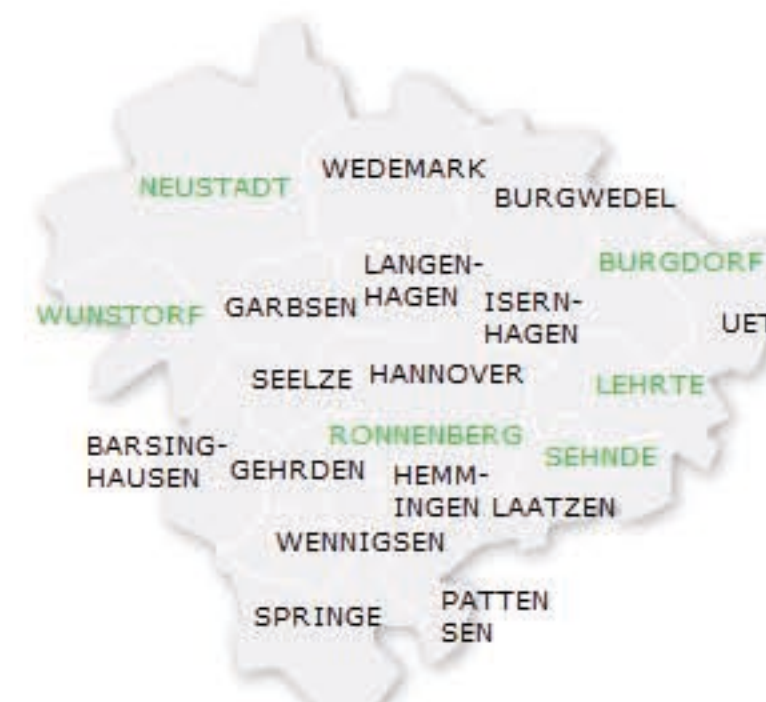 WEDEMARK
NEUSTADT
BURGWEDEL
LANGEN-
HAGEN
BURGDORF
WUNSTORF
GARBSEN
ISERN-
HAGEN
UET
SEELZE
HANNOVER
LEHRTE
RONNENBERG
BARSING-
HAUSEN
GEHRDEN
SEHNDE
HEMM-
INGEN
LAATZEN
WENNIGSEN
SPRINGE
PATTEN
SEN